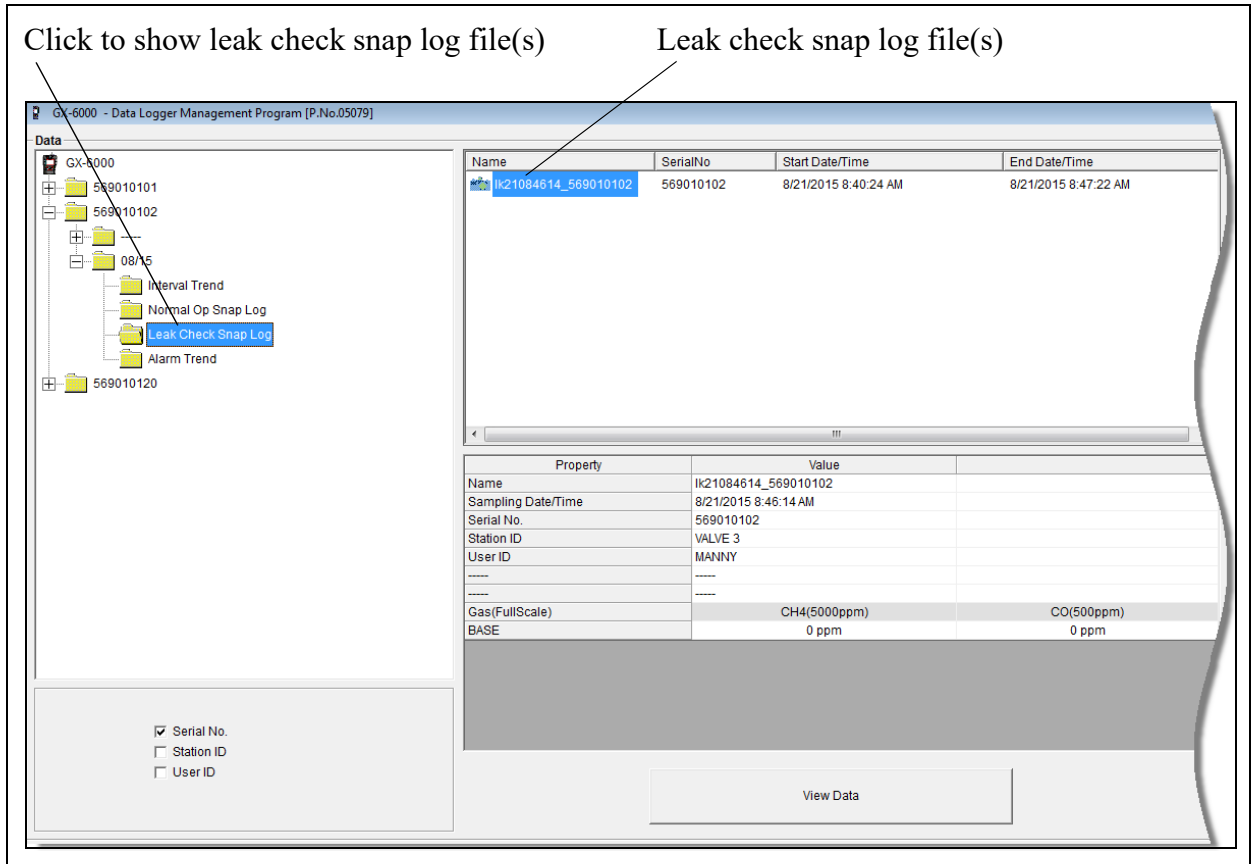 Click to show leak check snap log file(s) Leak check snap log file(s)
GX-6000 - Data Logger Management Program [P.No.05079]
Data
GX-6000
569010101
569010102
-----
08/15
Interval Trend
Normal Op Snap Log
Leak Check Snap Log
Alarm Trend
569010120
Serial No.
Station ID
User ID
Name SerialNo Start Date/Time End Date/Time
lk21084614_569010102 569010102 8/21/2015 8:40:24 AM 8/21/2015 8:47:22 AM
Property Value
Name lk21084614_569010102
Sampling Date/Time 8/21/2015 8:46:14 AM
Serial No. 569010102
Station ID VALVE 3
User ID MANNY
----- -----
----- -----
Gas(FullScale) CH4(5000ppm) CO(500ppm)
BASE 0 ppm 0 ppm
View Data